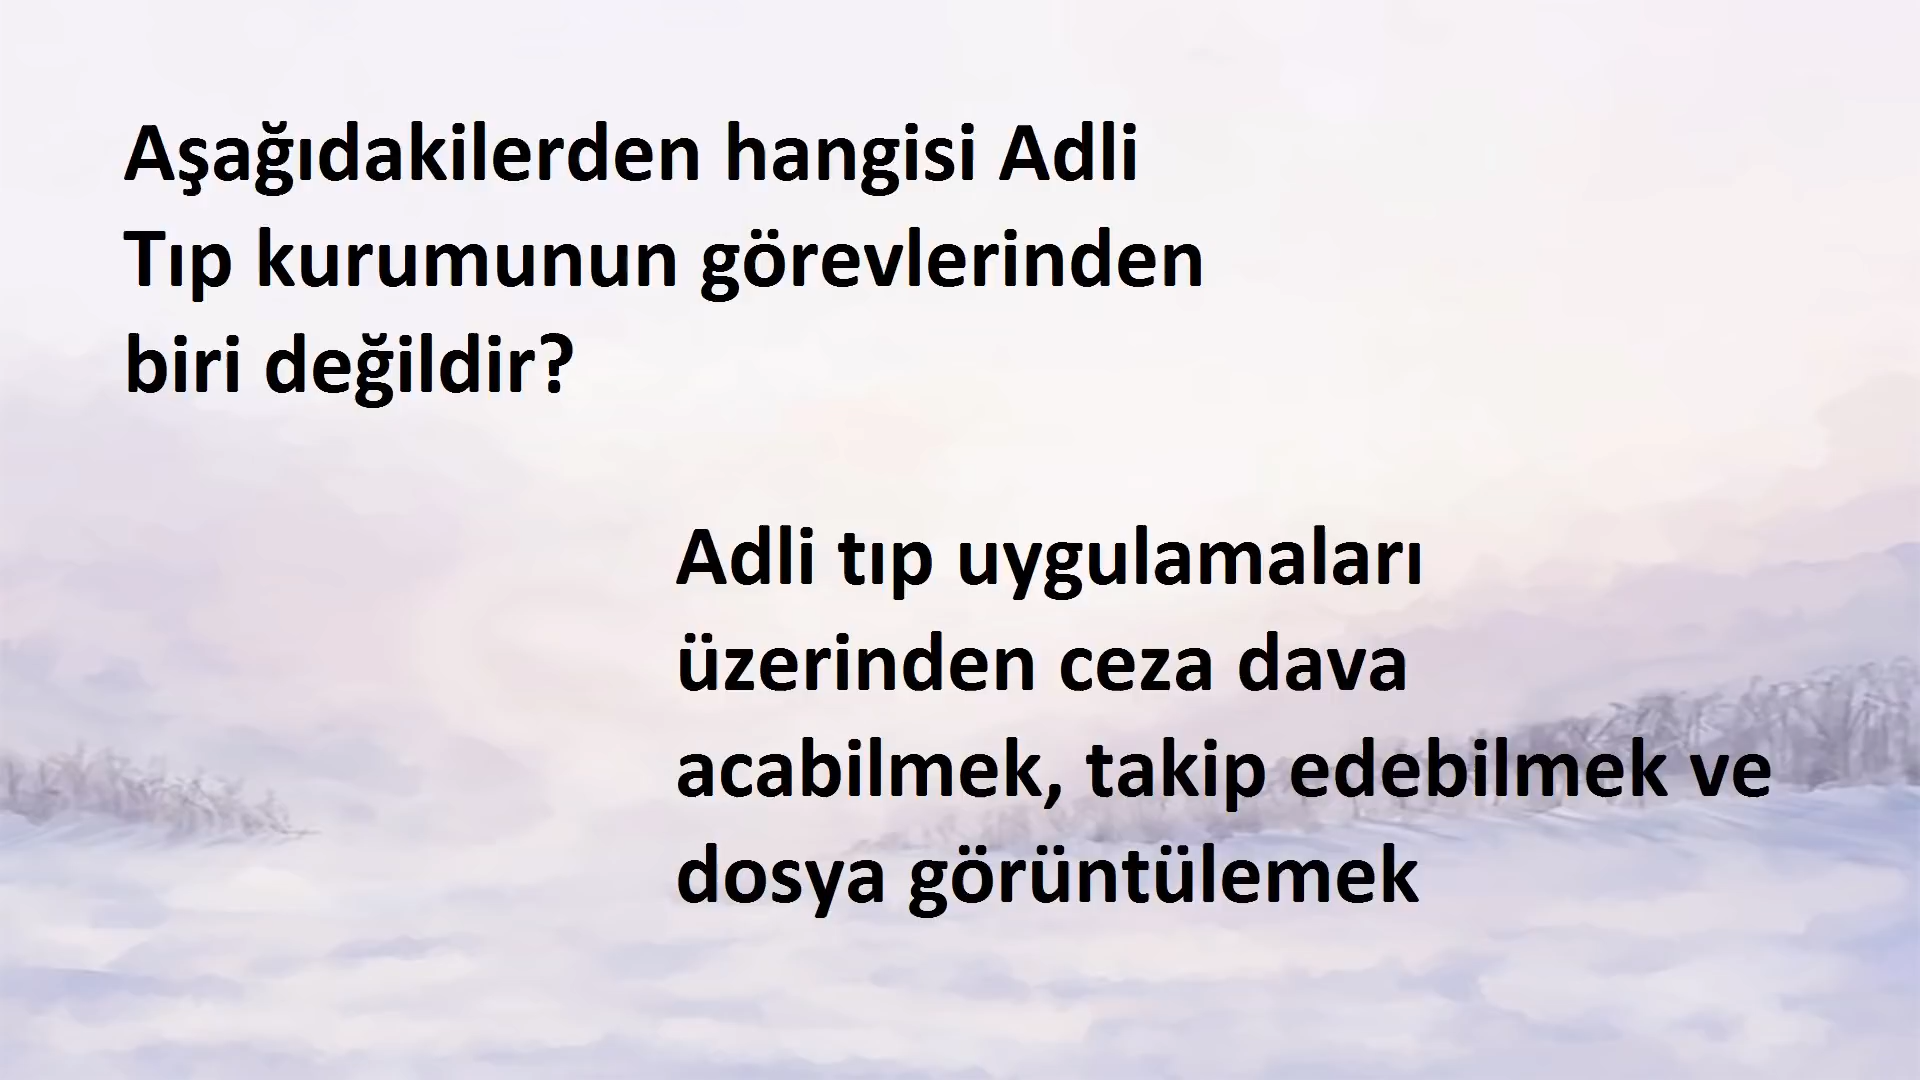 Aşağıdakilerden hangisi Adli
Tıp kurumunun görevlerinden
biri değildir?
Adli tıp uygulamaları
üzerinden ceza dava
acabilmek, takip edebilmek ve
dosya görüntülemek